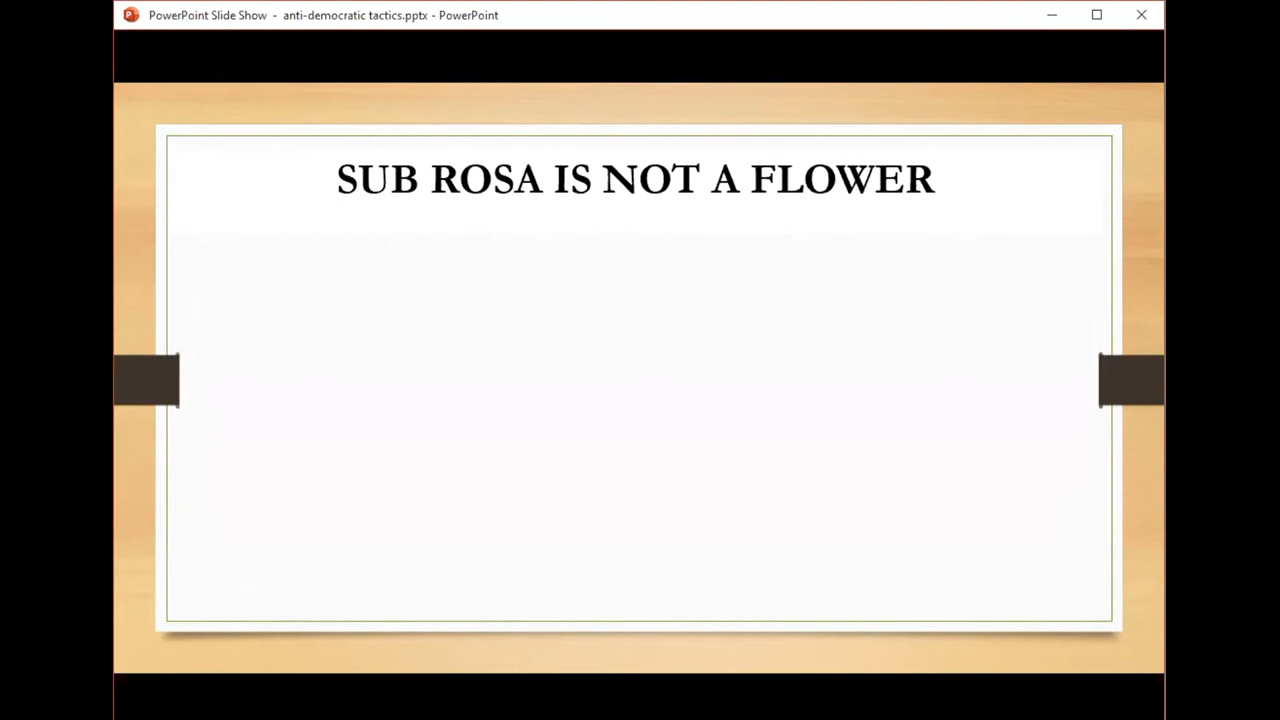 PowerPoint Slide Show - anti-democratic tactics.pptx - PowerPoint
SUB ROSA IS NOT A FLOWER